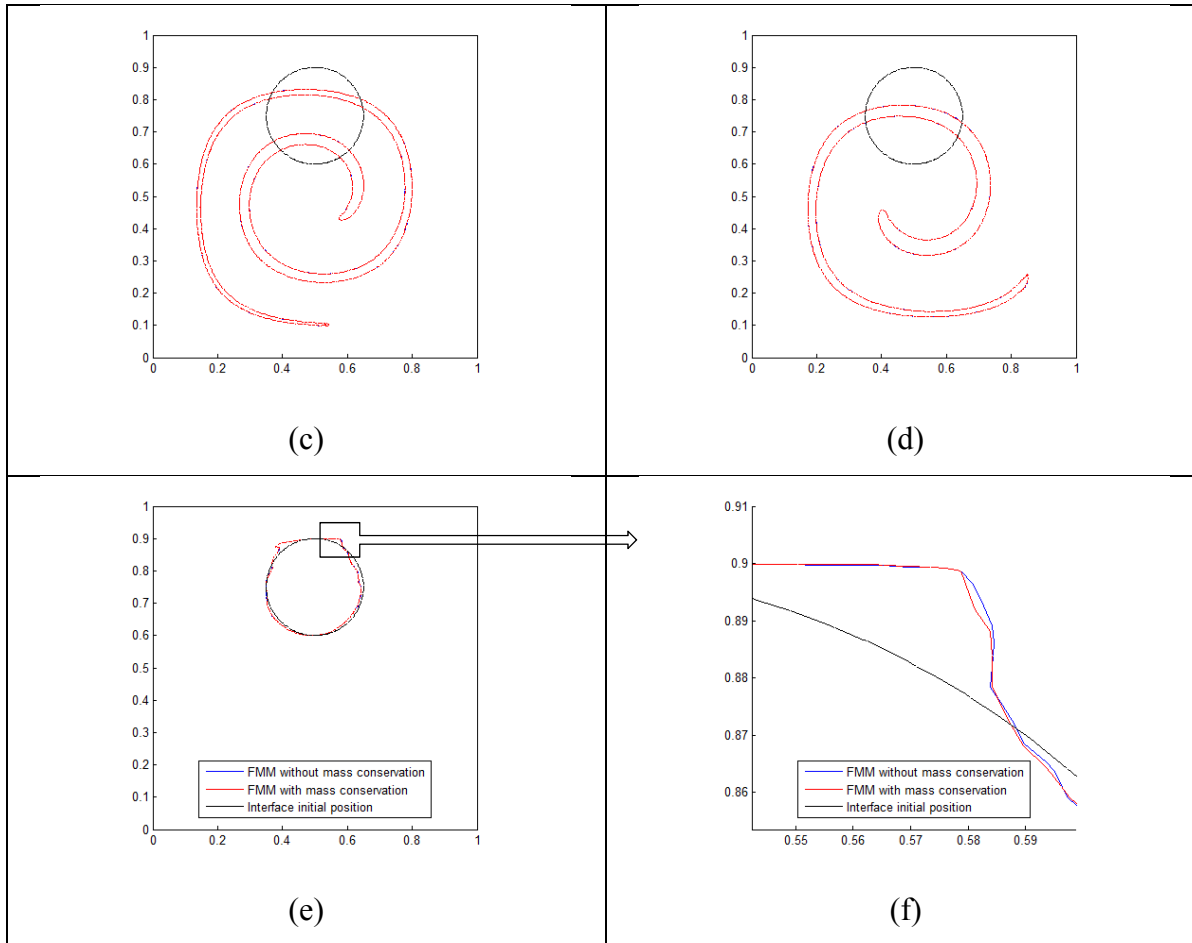 1
0.9
0.8
0.7
0.6
0.5
0.4
0.3
0.2
0.1
0
0 0.2 0.4 0.6 0.8 1
(c)
1
0.9
0.8
0.7
0.6
0.5
0.4
0.3
0.2
0.1
0
0 0.2 0.4 0.6 0.8 1
(d)
1
0.9
0.8
0.7
0.6
0.5
0.4
0.3
0.2
0.1
0
FMM without mass conservation
FMM with mass conservation
Interface initial position
0 0.2 0.4 0.6 0.8 1
(e)
0.91
0.9
0.89
0.88
0.87
0.86
FMM without mass conservation
FMM with mass conservation
Interface initial position
0.55 0.56 0.57 0.58 0.59
(f)